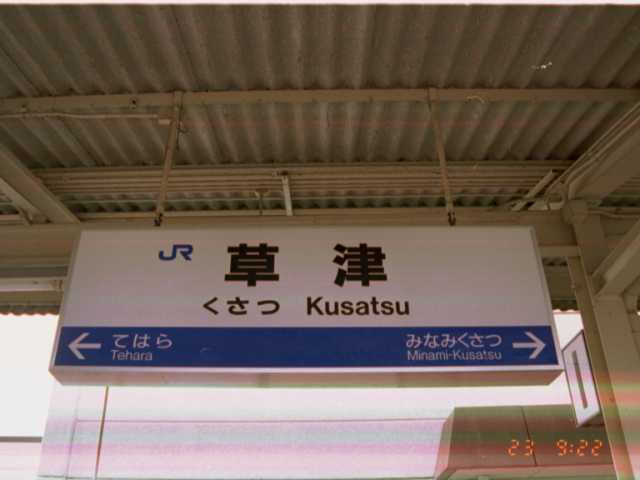 JR 草津
くさつ Kusatsu
← てはら みなみくさつ →
Tehara Minami-Kusatsu
23 9:22